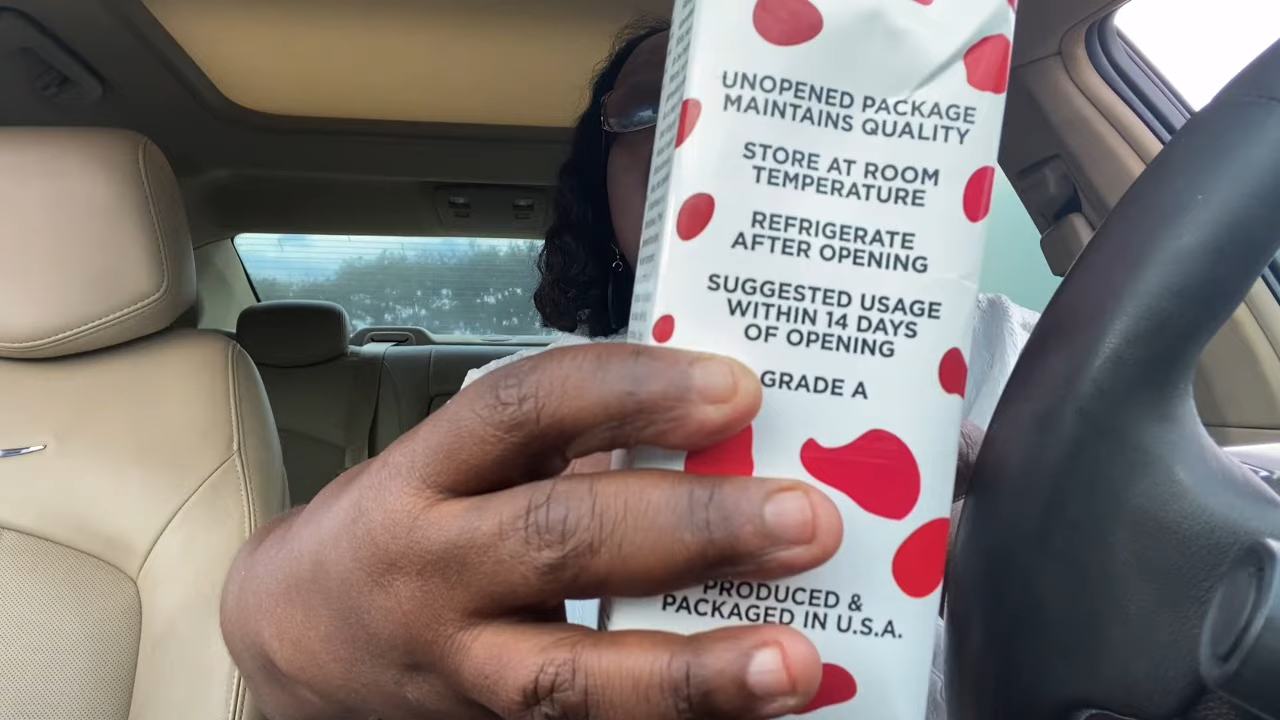 UNOPENED PACKAGE
MAINTAINS QUALITY
STORE AT ROOM
TEMPERATURE
REFRIGERATE
AFTER OPENING
SUGGESTED USAGE
WITHIN 14 DAYS
OF OPENING
GRADE A
PRODUCED &
PACKAGED IN U.S.A.